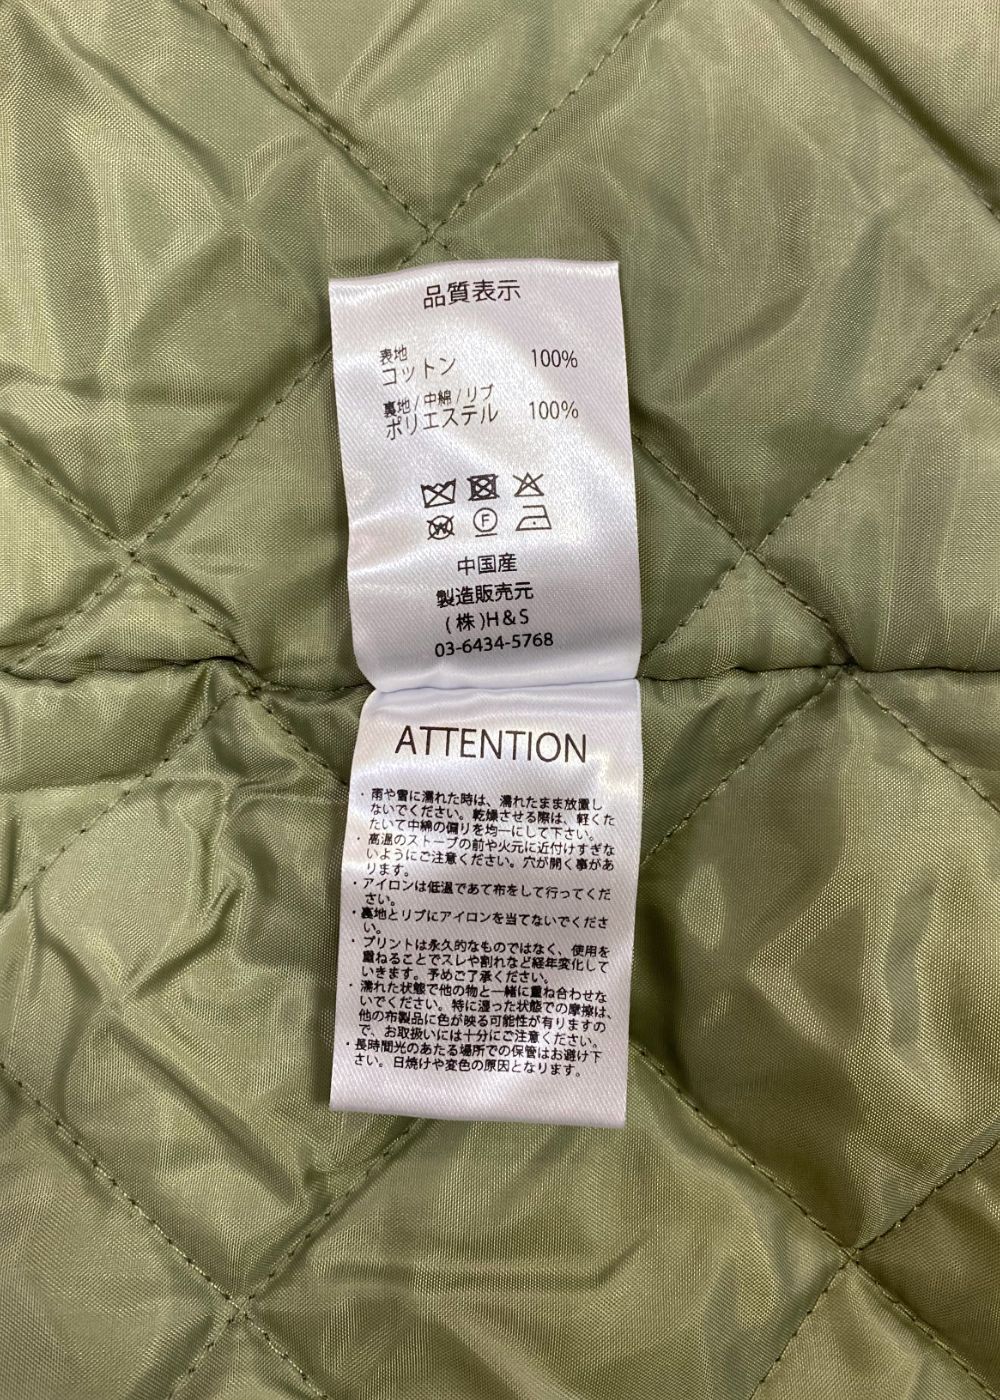 品質表示
表地
コットン 100%
裏地/中綿/リブ
ポリエステル 100%
W F
中国産
製造販売元
(株)H&S
03-6434-5768
ATTENTION
・雨や雪に濡れた時は、濡れたまま放置し
ないでください。乾燥させる際は、軽くた
たいて中綿の偏りを均一にして下さい。
・高温のストーブの前や火元に近付けすぎな
いようにご注意ください。穴が開く事があ
ります。
・アイロンは低温であて布をして行ってくだ
さい。
・裏地とリブにアイロンを当てないでくださ
い。
・プリントは永久的なものではなく、使用を
重ねることでスレや割れなど経年変化して
いきます。予めご了承ください。
・濡れた状態で他の物と一緒に重ね合わせな
いでください。特に湿った状態での摩擦は、
他の布製品に色が映る可能性が有りますの
で、お取扱いには十分にご注意ください。
・長時間光のあたる場所での保管はお避け下
さい。日焼けや変色の原因となります。